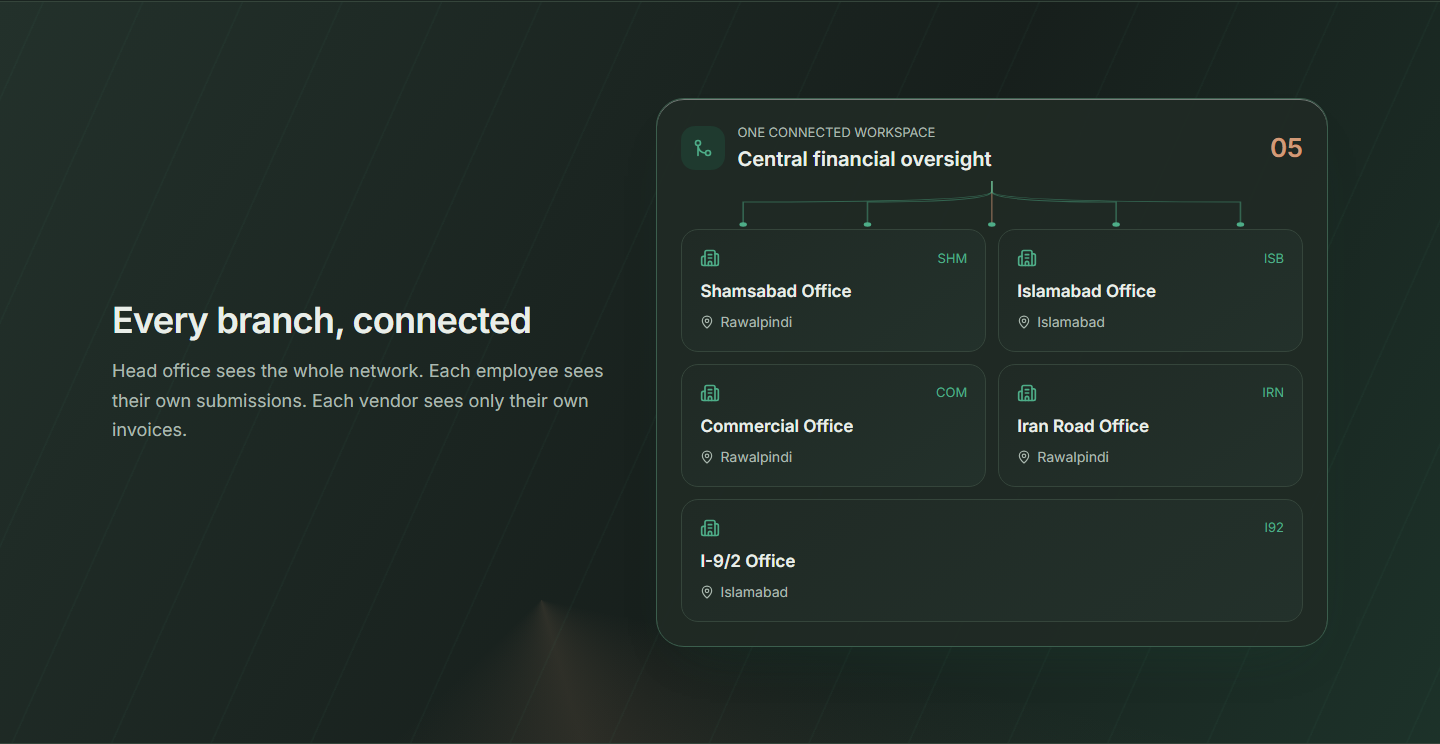 ONE CONNECTED WORKSPACE
Central financial oversight
05
Every branch, connected
Head office sees the whole network. Each employee sees
their own submissions. Each vendor sees only their own
invoices.
SHM
Shamsabad Office
Rawalpindi
ISB
Islamabad Office
Islamabad
COM
Commercial Office
Rawalpindi
IRN
Iran Road Office
Rawalpindi
I92
I-9/2 Office
Islamabad